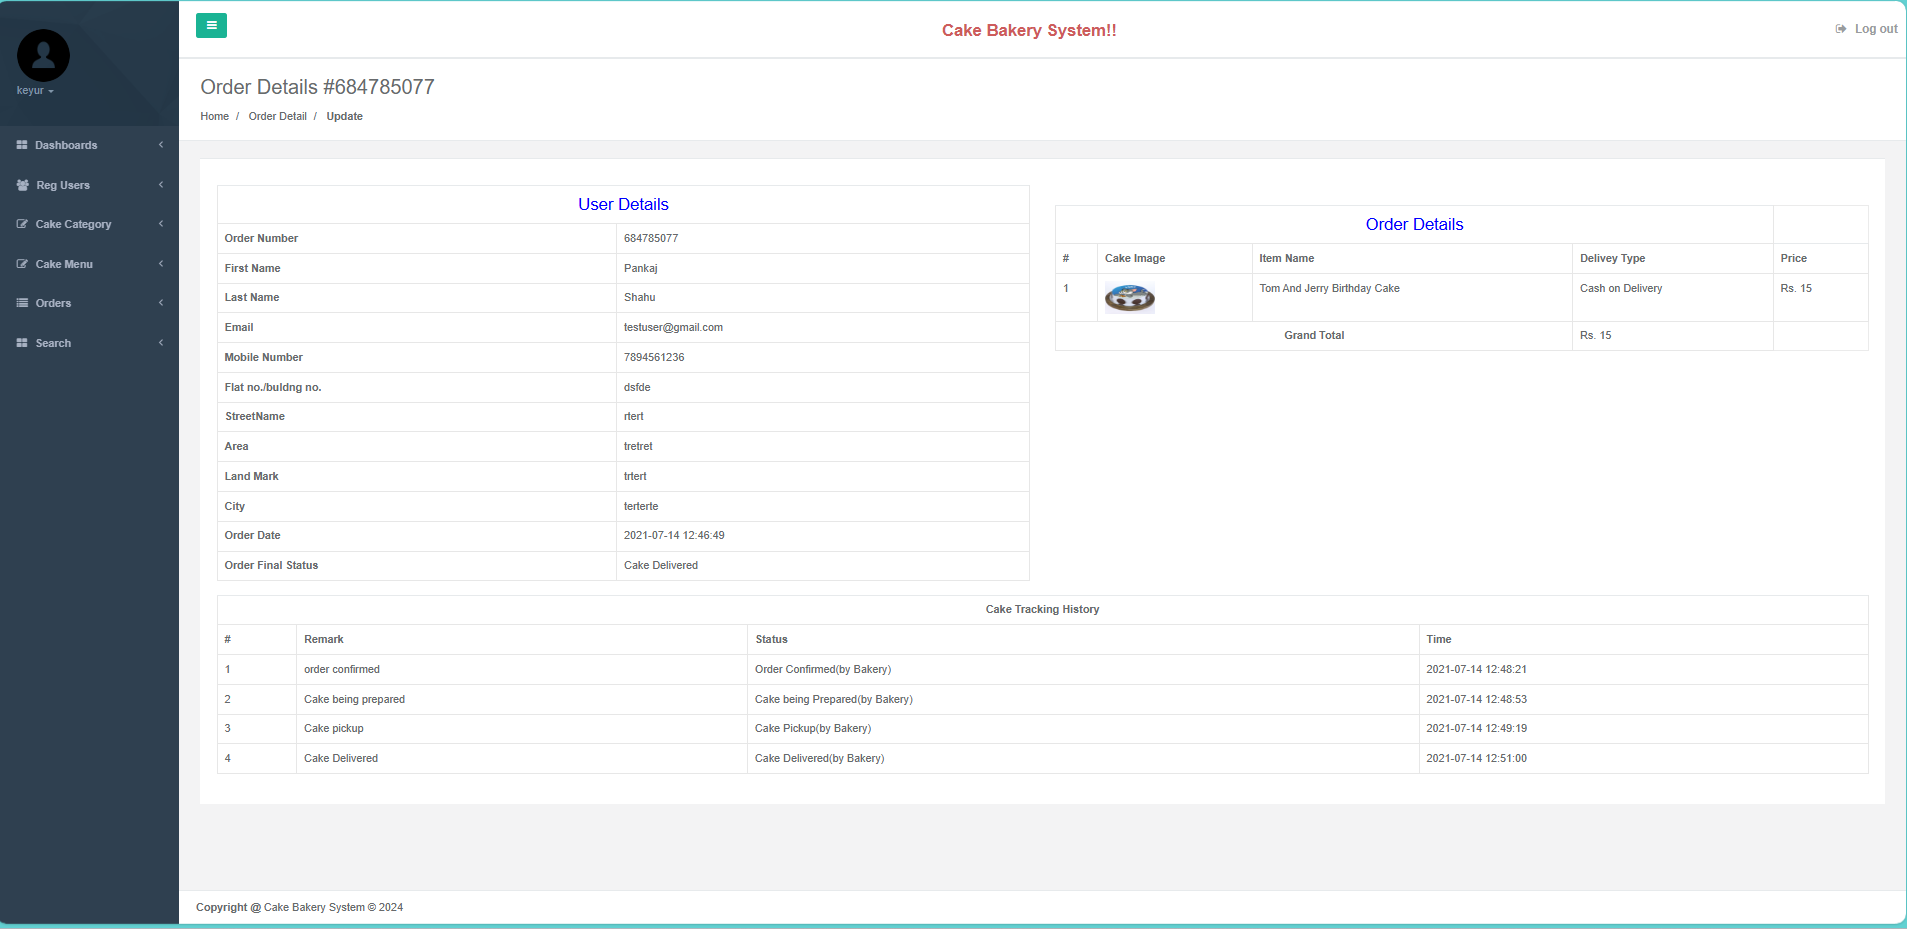 Cake Bakery System!!
Log out
keyur
Dashboards
Reg Users
Cake Category
Cake Menu
Orders
Search
Order Details #684785077
Home / Order Detail / Update
User Details
Order Number 684785077
First Name Pankaj
Last Name Shahu
Email testuser@gmail.com
Mobile Number 7894561236
Flat no./buldng no. dsfde
StreetName rtert
Area tretret
Land Mark trtert
City terterte
Order Date 2021-07-14 12:46:49
Order Final Status Cake Delivered
Order Details
# Cake Image Item Name Delivey Type Price
1 Tom And Jerry Birthday Cake Cash on Delivery Rs. 15
Grand Total Rs. 15
Cake Tracking History
# Remark Status Time
1 order confirmed Order Confirmed(by Bakery) 2021-07-14 12:48:21
2 Cake being prepared Cake being Prepared(by Bakery) 2021-07-14 12:48:53
3 Cake pickup Cake Pickup(by Bakery) 2021-07-14 12:49:19
4 Cake Delivered Cake Delivered(by Bakery) 2021-07-14 12:51:00
Copyright @ Cake Bakery System © 2024